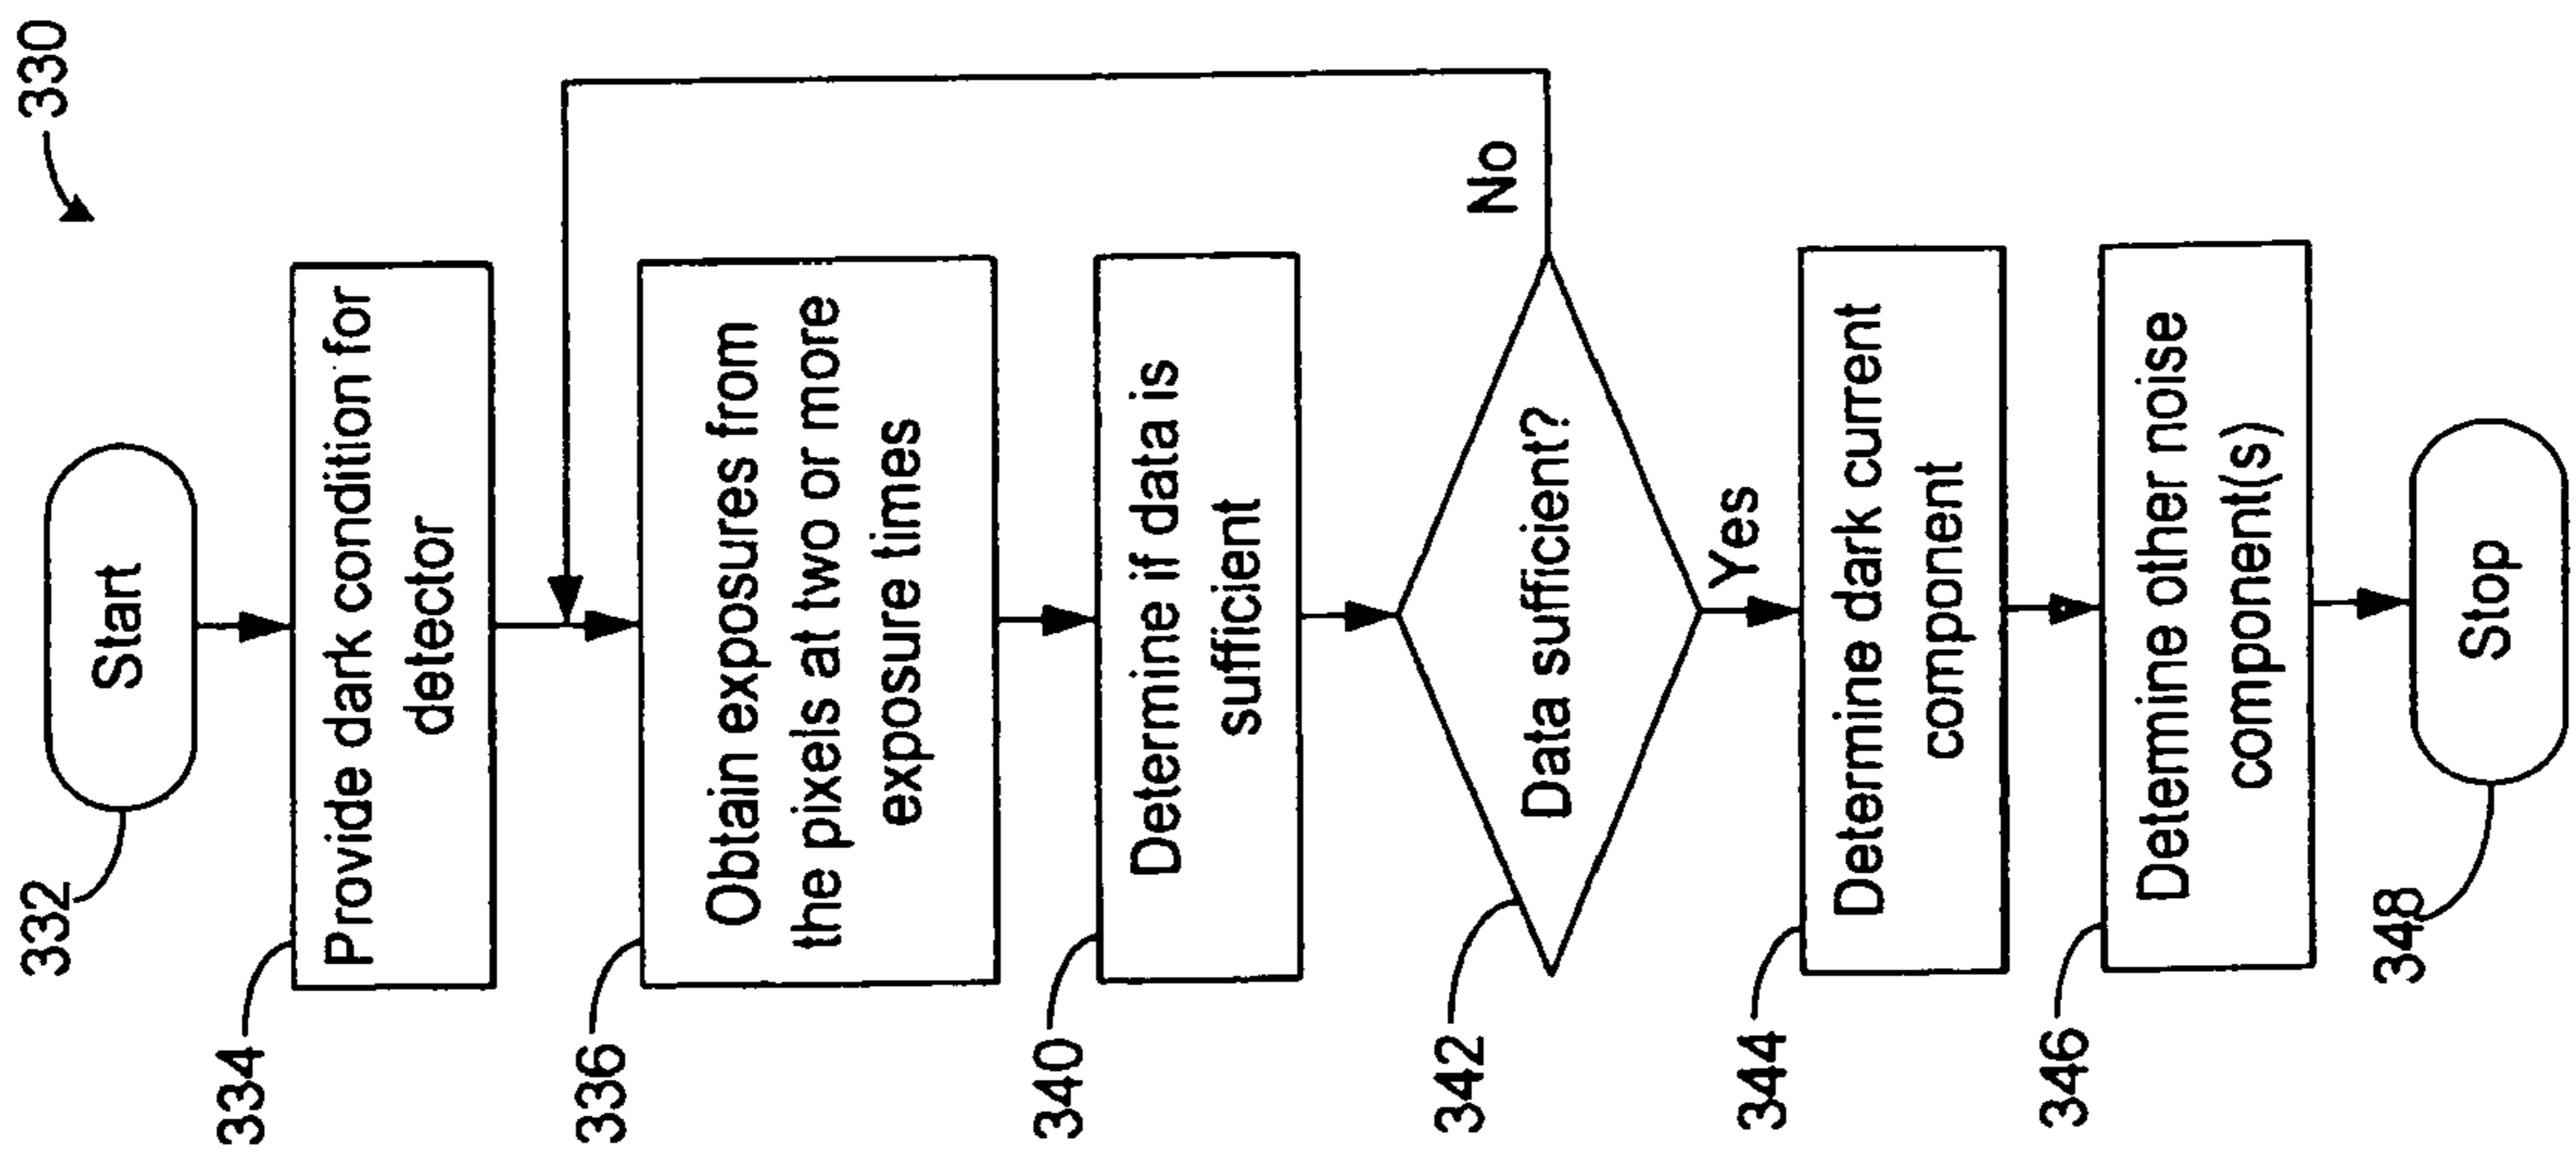 330
332
Start
334
Provide dark condition for
detector
336
Obtain exposures from
the pixels at two or more
exposure times
340
Determine if data is
sufficient
342
Data sufficient?
No
Yes
344
Determine dark current
component
346
Determine other noise
component(s)
348
Stop